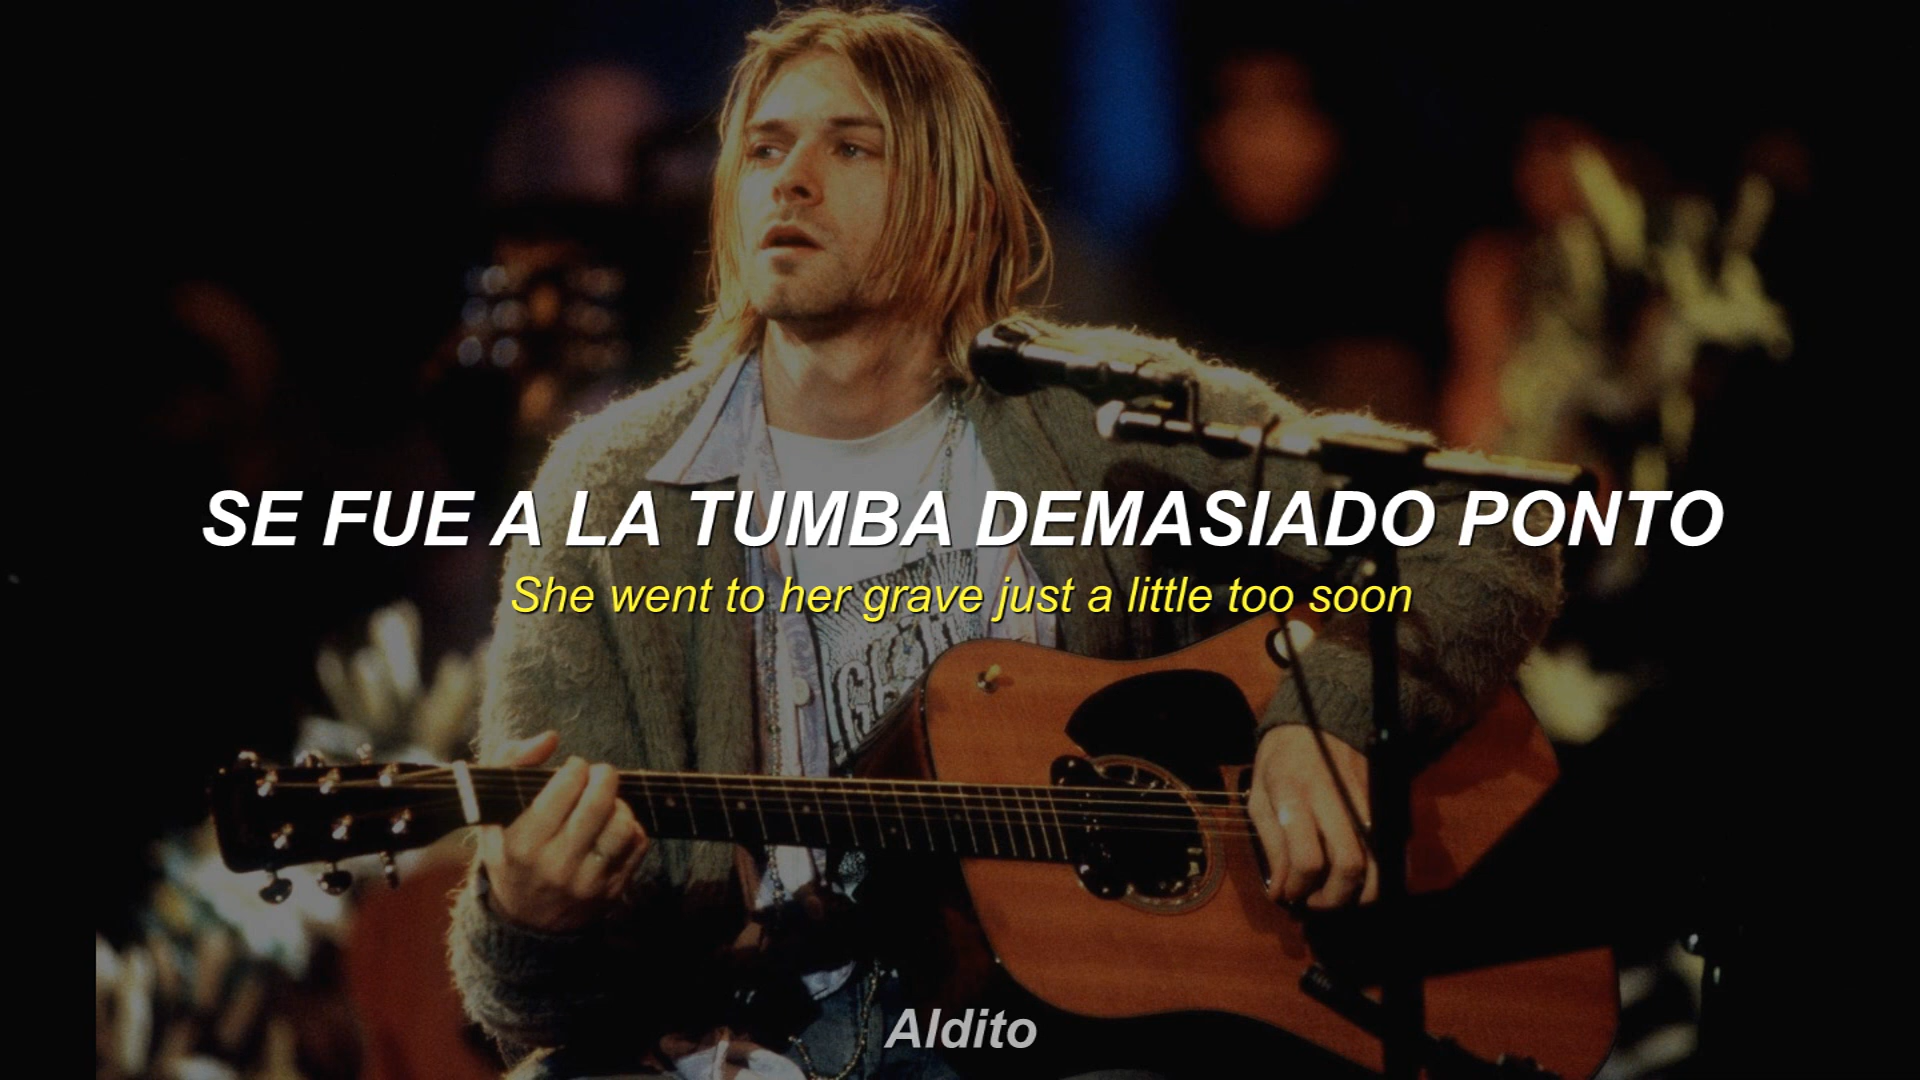 SE FUE A LA TUMBA DEMASIADO PONTO
She went to her grave just a little too soon
Aldito